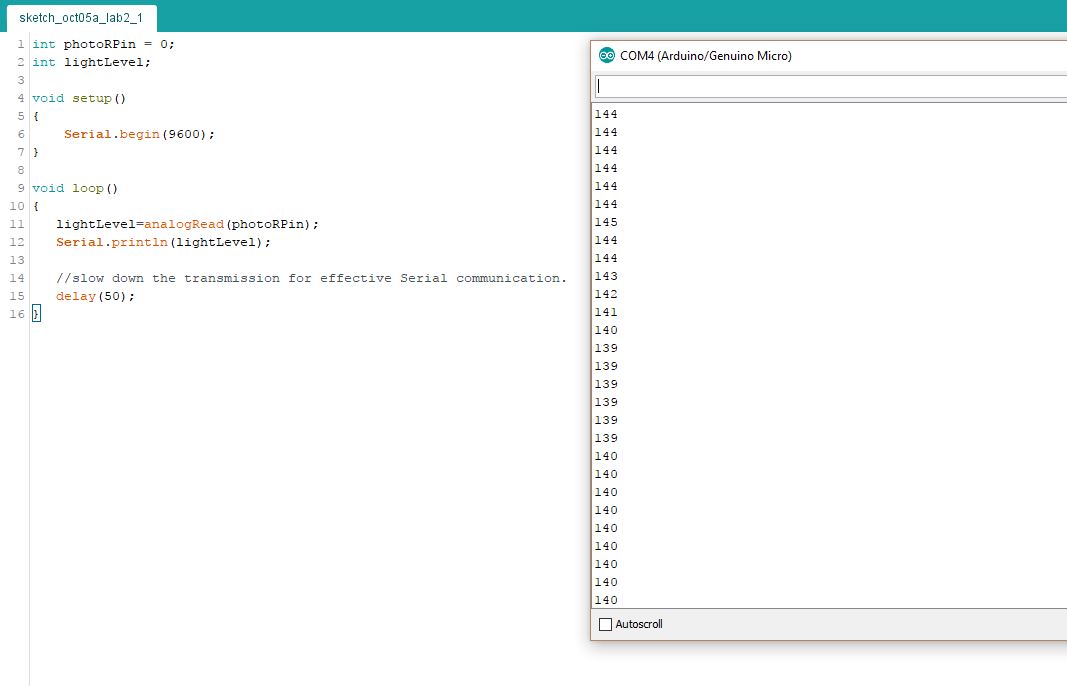 sketch_oct05a_lab2_1
1 int photoRPin = 0;
2 int lightLevel;
3
4 void setup()
5 {
6 Serial.begin(9600);
7 }
8
9 void loop()
10 {
11 lightLevel=analogRead(photoRPin);
12 Serial.println(lightLevel);
13
14 //slow down the transmission for effective Serial communication.
15 delay(50);
16 }
COM4 (Arduino/Genuino Micro)
144
144
144
144
144
144
145
144
144
143
142
141
140
139
139
139
139
139
139
140
140
140
140
140
140
140
140
140
Autoscroll